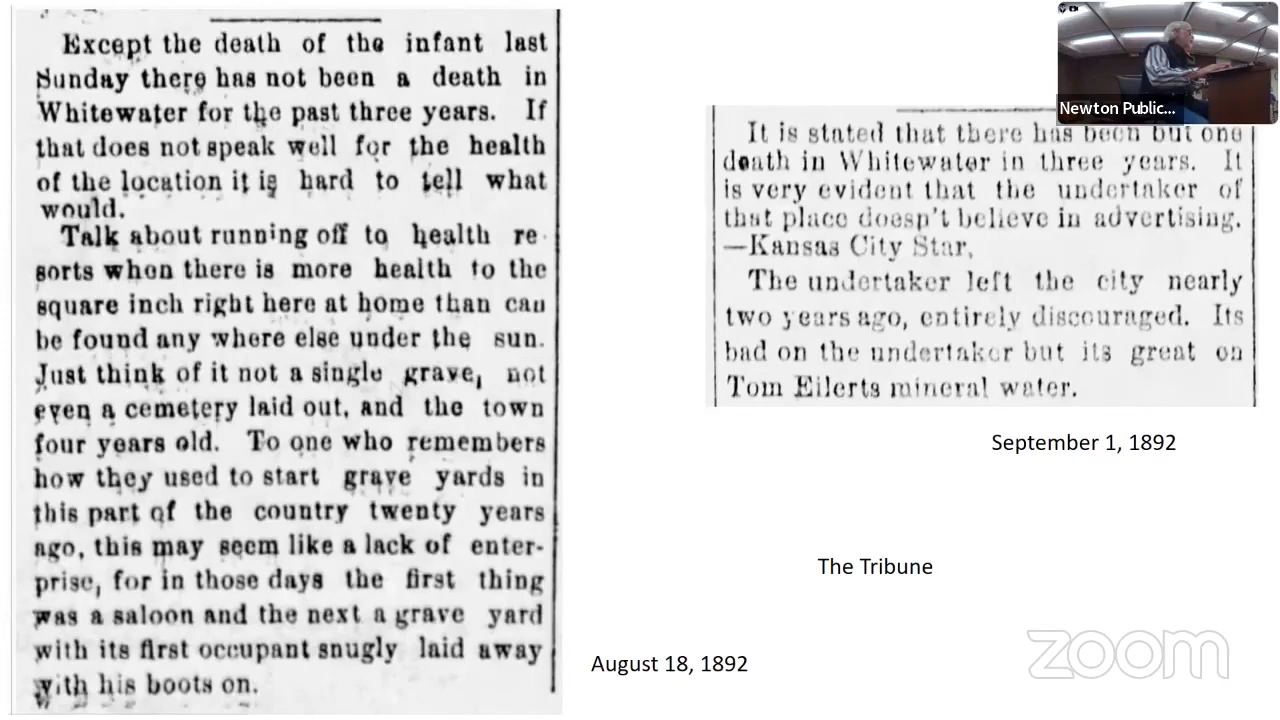 Except the death of the infant last
Sunday there has not been a death in
Whitewater for the past three years. If
that does not speak well for the health
of the location it is hard to tell what
would.
Talk about running off to health re-
sorts when there is more health to the
square inch right here at home than can
be found any where else under the sun.
Just think of it not a single grave, not
even a cemetery laid out, and the town
four years old. To one who remembers
how they used to start grave yards in
this part of the country twenty years
ago, this may seem like a lack of enter-
prise, for in those days the first thing
was a saloon and the next a grave yard
with its first occupant snugly laid away
with his boots on.
August 18, 1892
It is stated that there has been but one
death in Whitewater in three years. It
is very evident that the undertaker of
that place doesn't believe in advertising.
—Kansas City Star.
The undertaker left the city nearly
two years ago, entirely discouraged. Its
bad on the undertaker but its great on
Tom Eilerts mineral water.
September 1, 1892
The Tribune
Newton Public...
zoom